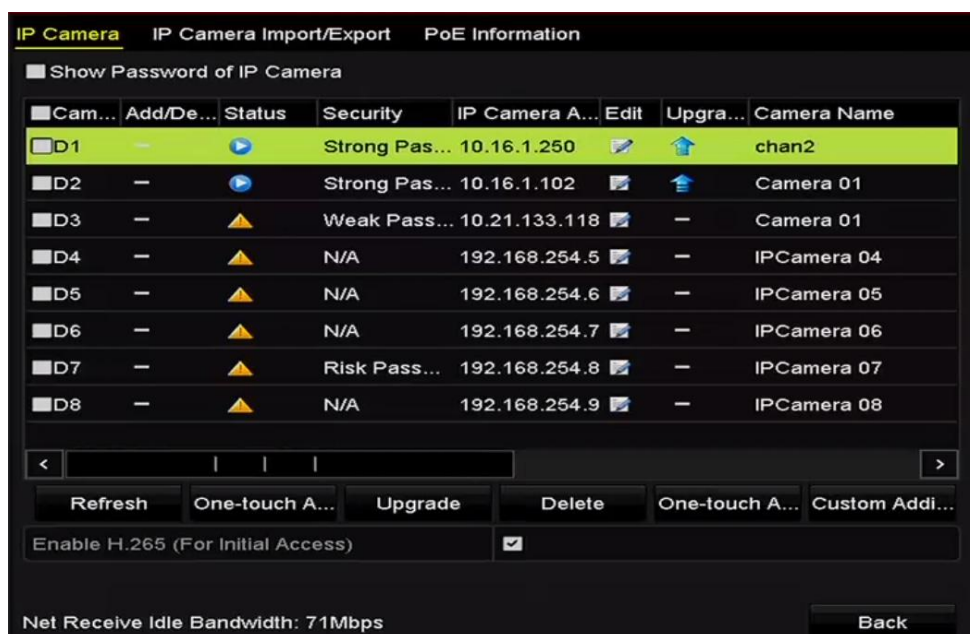 IP Camera IP Camera Import/Export PoE Information
Show Password of IP Camera
Cam... Add/De... Status Security IP Camera A... Edit Upgra... Camera Name
D1 – Strong Pas... 10.16.1.250 chan2
D2 – Strong Pas... 10.16.1.102 Camera 01
D3 – Weak Pass... 10.21.133.118 – Camera 01
D4 – N/A 192.168.254.5 – IPCamera 04
D5 – N/A 192.168.254.6 – IPCamera 05
D6 – N/A 192.168.254.7 – IPCamera 06
D7 – Risk Pass... 192.168.254.8 – IPCamera 07
D8 – N/A 192.168.254.9 – IPCamera 08
< >
Refresh One-touch A... Upgrade Delete One-touch A... Custom Addi...
Enable H.265 (For Initial Access)
Net Receive Idle Bandwidth: 71Mbps Back